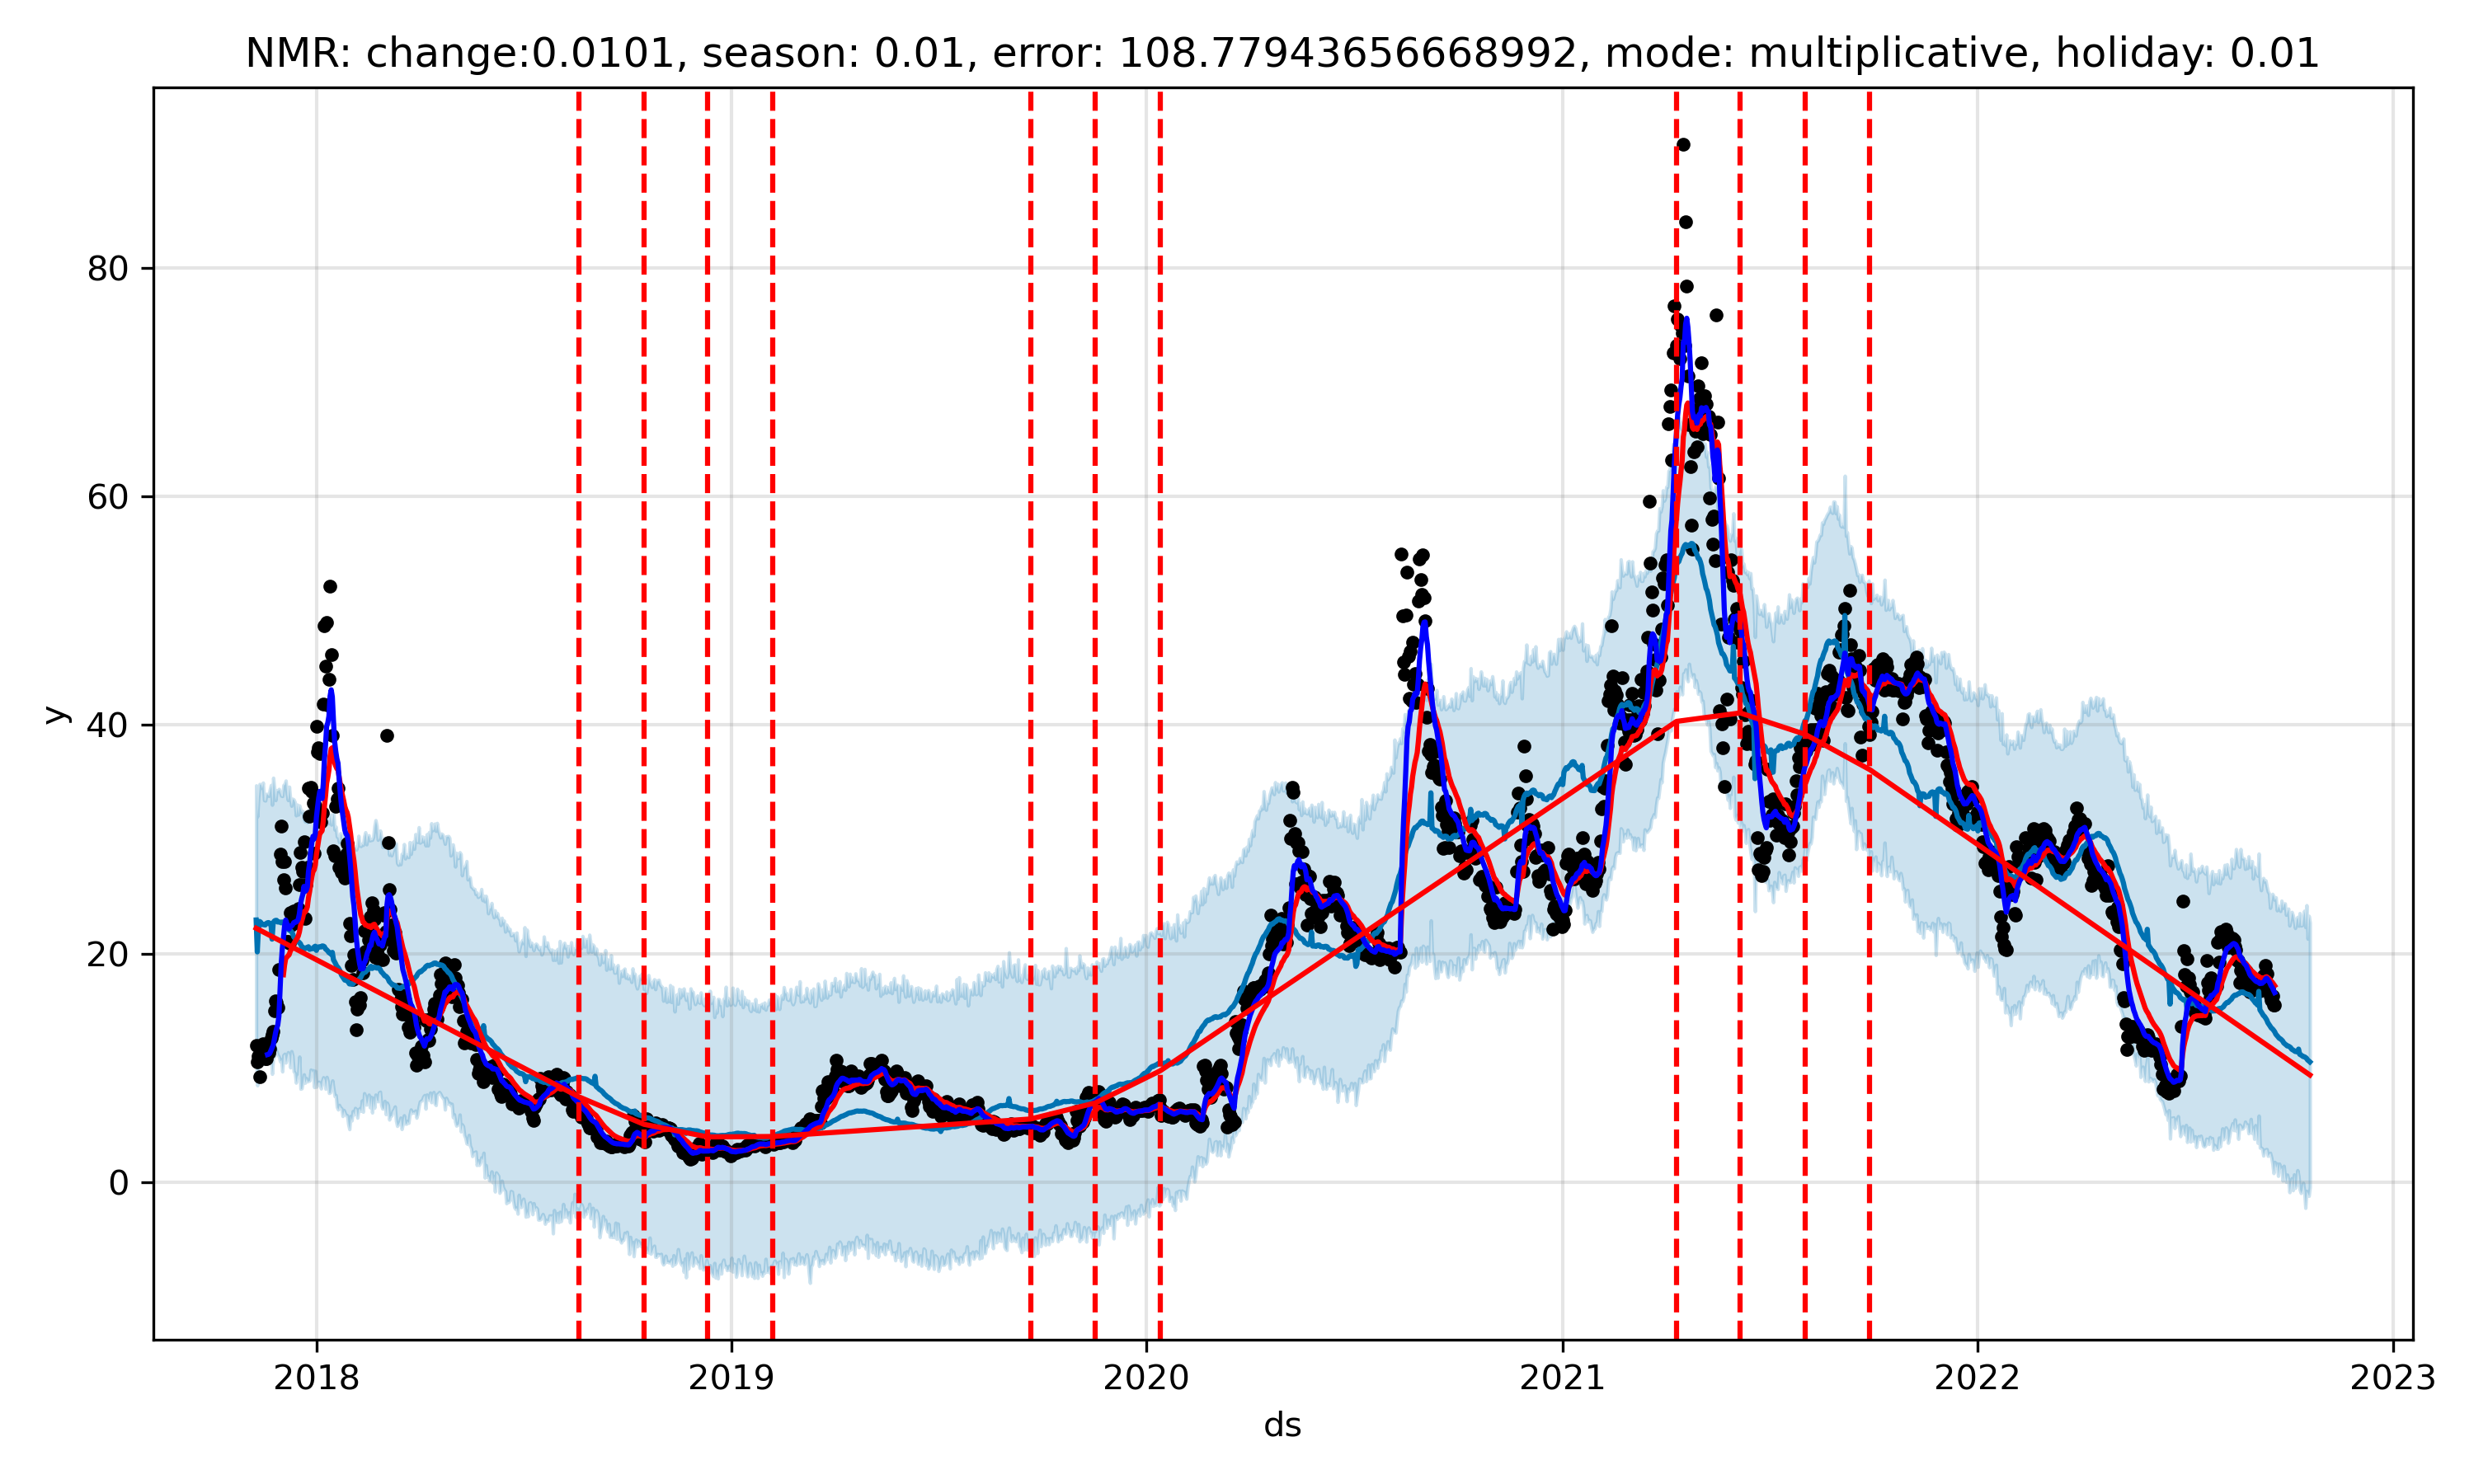 NMR: change:0.0101, season: 0.01, error: 108.77943656668992, mode: multiplicative, holiday: 0.01
80
60
40
20
0
y
2018 2019 2020 2021 2022 2023
ds